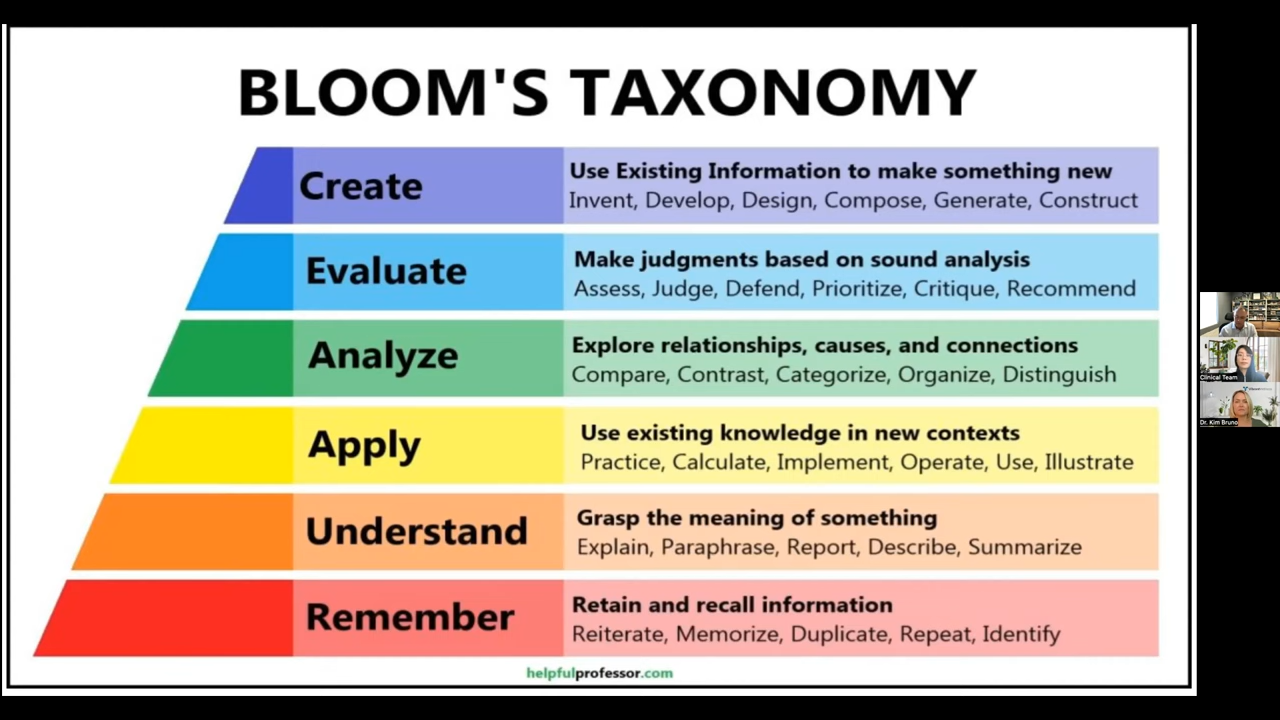 BLOOM'S TAXONOMY
Create
Use Existing Information to make something new
Invent, Develop, Design, Compose, Generate, Construct
Evaluate
Make judgments based on sound analysis
Assess, Judge, Defend, Prioritize, Critique, Recommend
Analyze
Explore relationships, causes, and connections
Compare, Contrast, Categorize, Organize, Distinguish
Apply
Use existing knowledge in new contexts
Practice, Calculate, Implement, Operate, Use, Illustrate
Understand
Grasp the meaning of something
Explain, Paraphrase, Report, Describe, Summarize
Remember
Retain and recall information
Reiterate, Memorize, Duplicate, Repeat, Identify
helpfulprofessor.com
Clinical Team
Dr. Kim Bruno